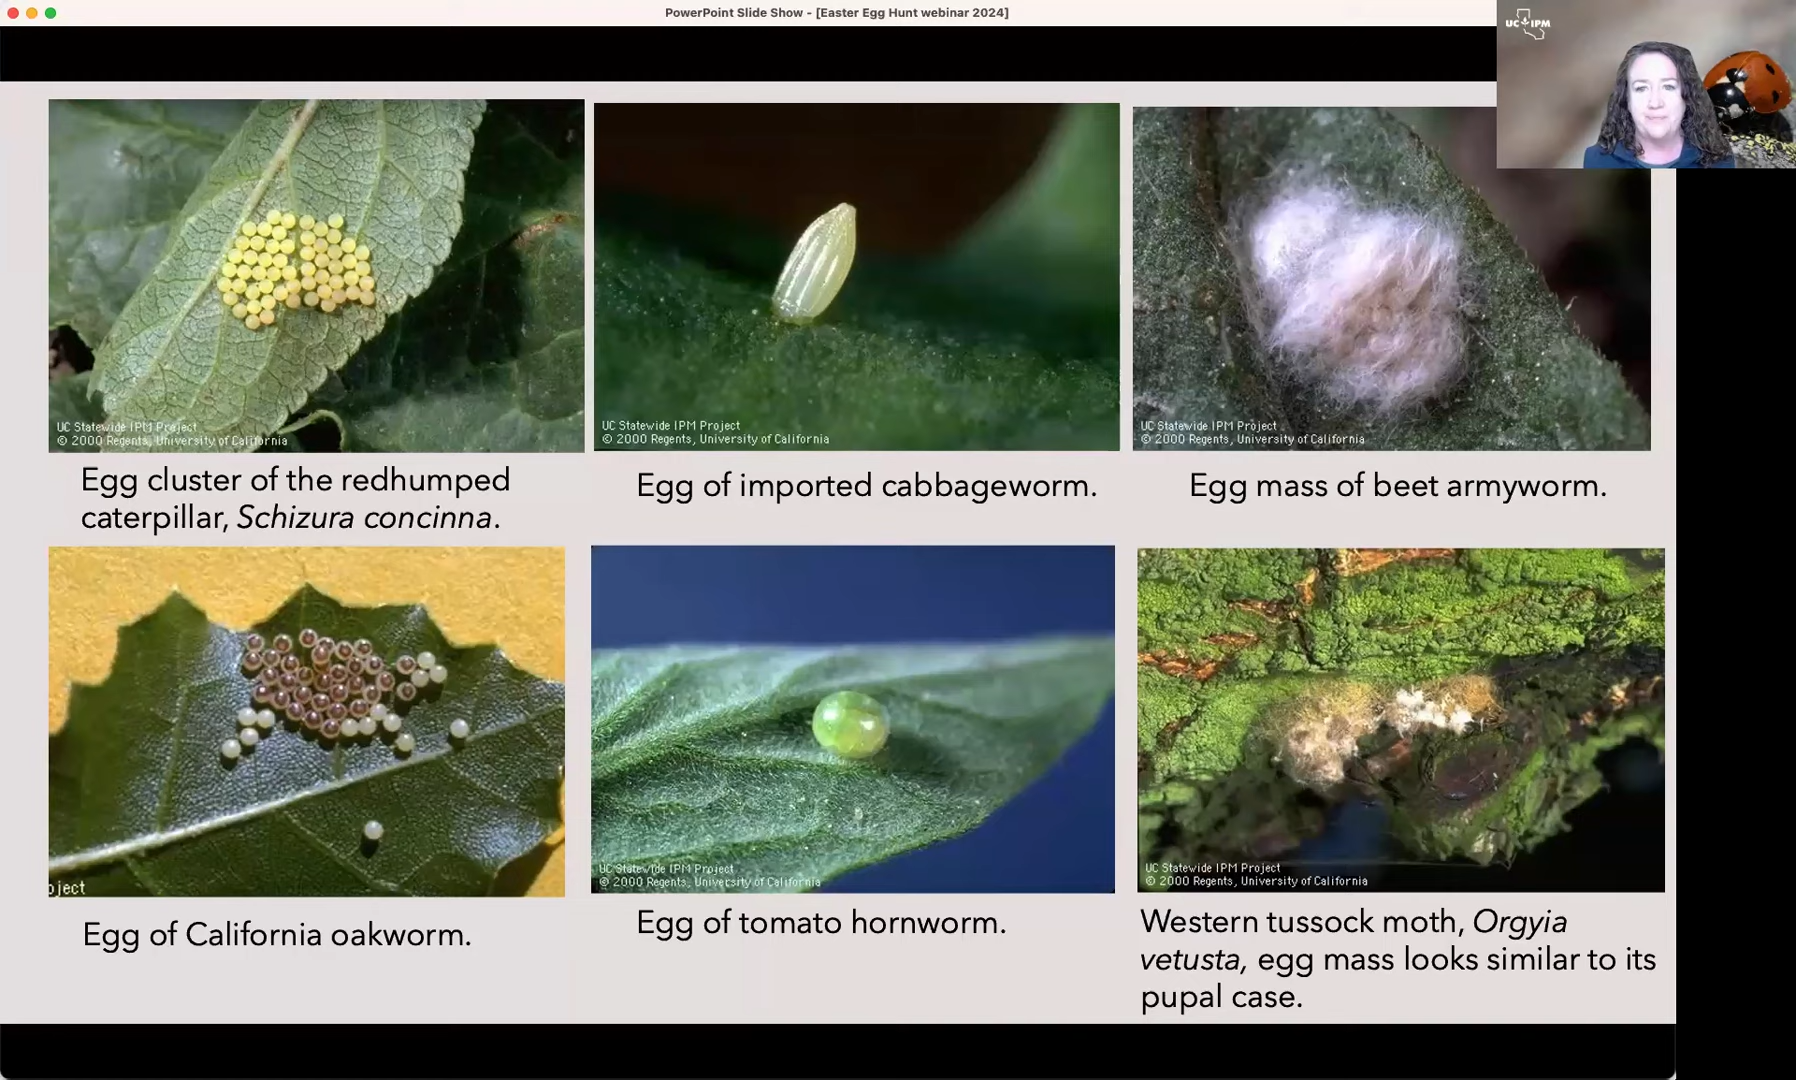 PowerPoint Slide Show - [Easter Egg Hunt webinar 2024]
UC IPM
UC Statewide IPM Project
© 2000 Regents, University of California
UC Statewide IPM Project
© 2000 Regents, University of California
UC Statewide IPM Project
© 2000 Regents, University of California
Egg cluster of the redhumped
caterpillar, Schizura concinna.
Egg of imported cabbageworm.
Egg mass of beet armyworm.
oject
UC Statewide IPM Project
© 2000 Regents, University of California
UC Statewide IPM Project
© 2000 Regents, University of California
Egg of California oakworm.
Egg of tomato hornworm.
Western tussock moth, Orgyia
vetusta, egg mass looks similar to its
pupal case.